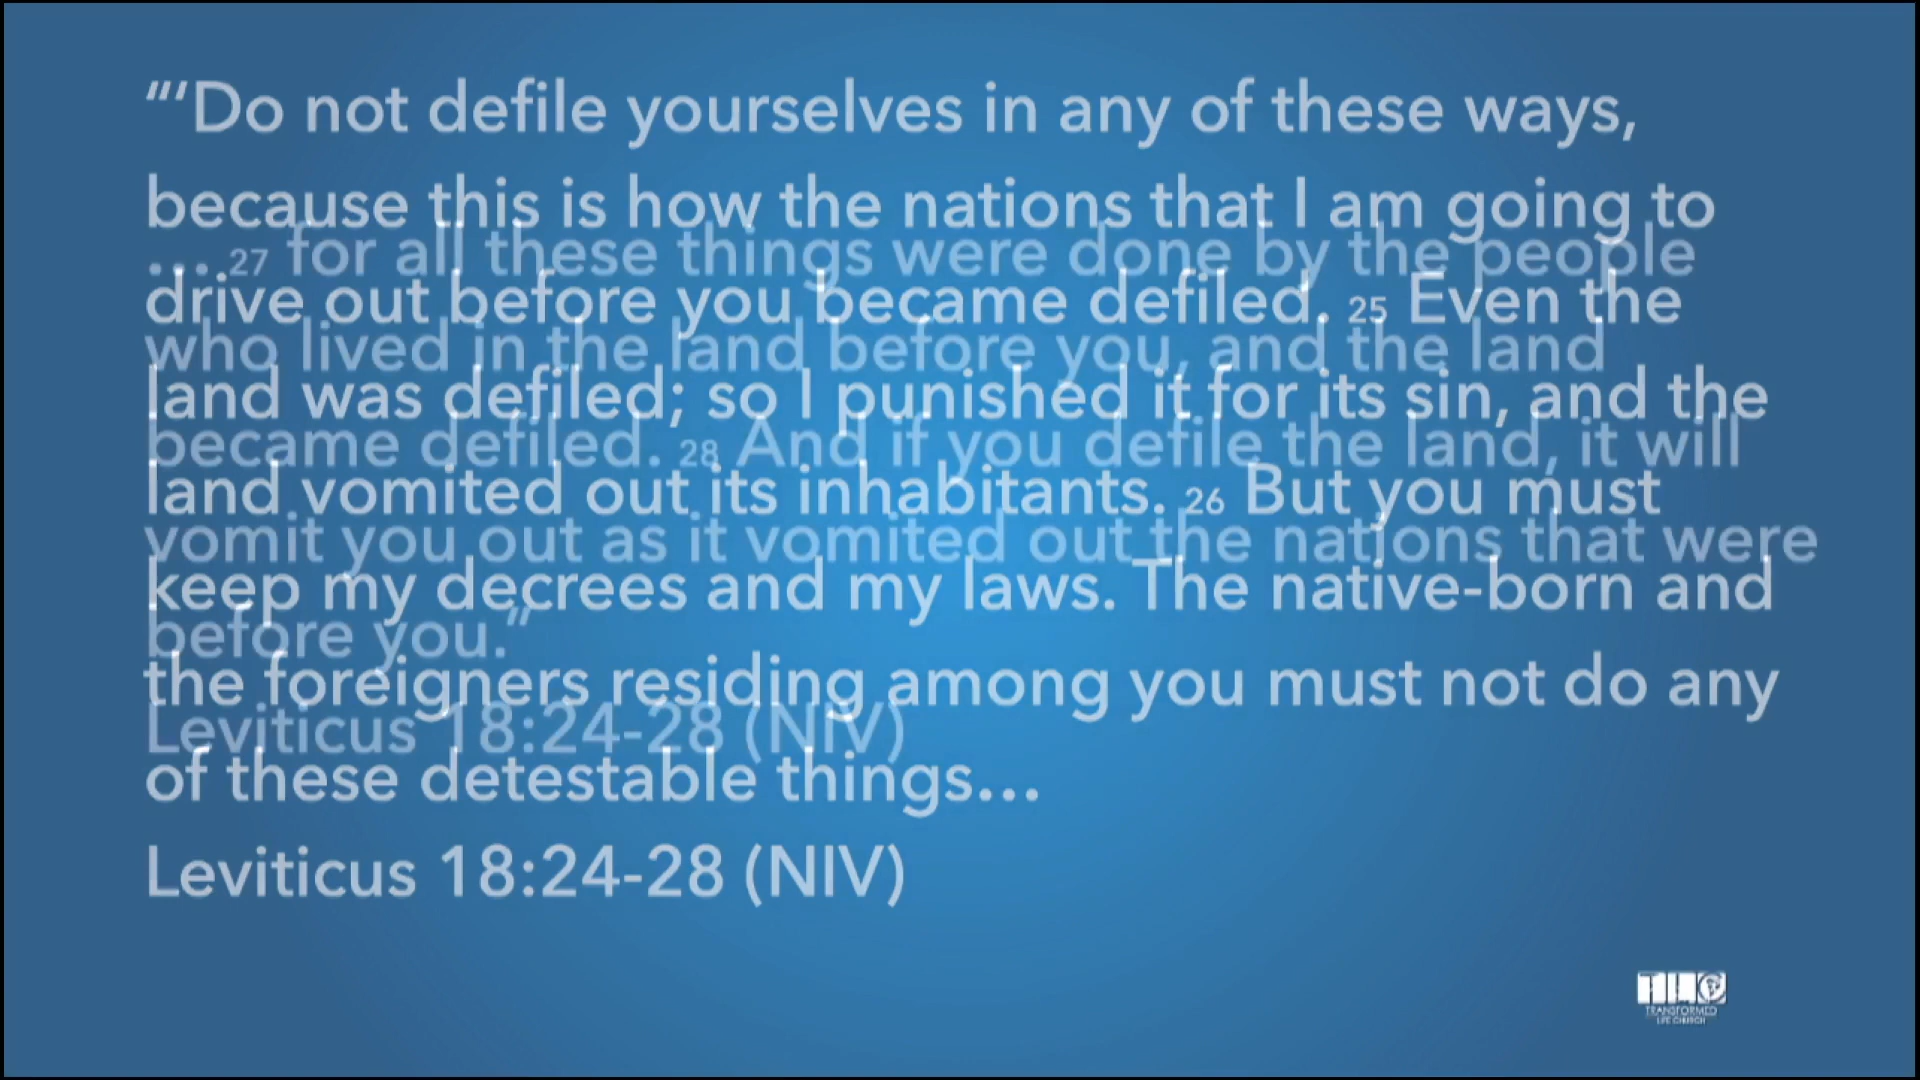 “‘Do not defile yourselves in any of these ways,
because this is how the nations that I am going to
drive out before you became defiled. 25 Even the
land was defiled; so I punished it for its sin, and the
land vomited out its inhabitants. 26 But you must
keep my decrees and my laws. The native-born and
the foreigners residing among you must not do any
of these detestable things…
Leviticus 18:24-28 (NIV)
… 27 for all these things were done by the people
who lived in the land before you, and the land
became defiled. 28 And if you defile the land, it will
vomit you out as it vomited out the nations that were
before you.”
Leviticus 18:24-28 (NIV)
TLC
TRANSFORMED
LIFE CHURCH